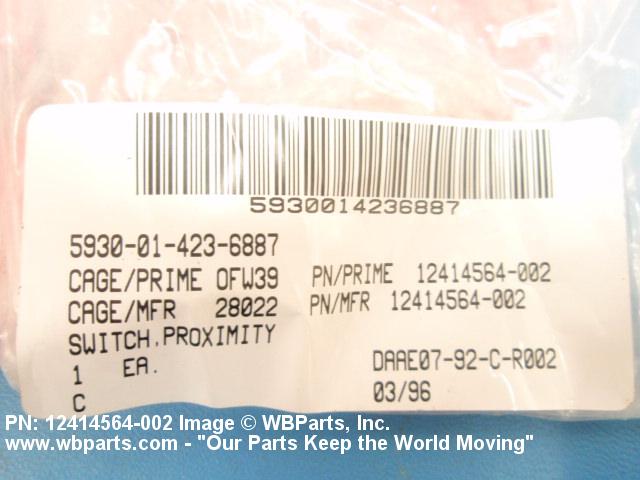 5930014236887
5930-01-423-6887
CAGE/PRIME 0FW39 PN/PRIME 12414564-002
CAGE/MFR 28022 PN/MFR 12414564-002
SWITCH,PROXIMITY
1 EA. DAAE07-92-C-R002
C 03/96
PN: 12414564-002 Image © WBParts, Inc.
www.wbparts.com - "Our Parts Keep the World Moving"